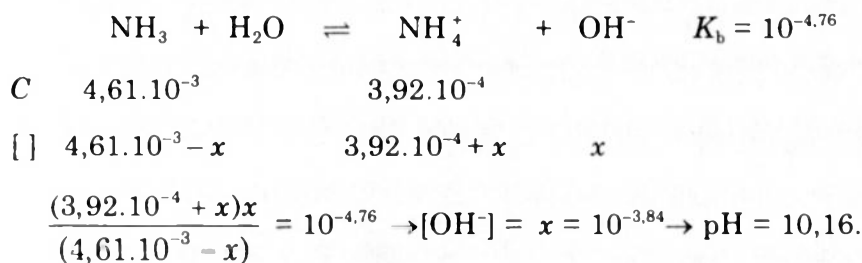 NH₃ + H₂O ⇌ NH₄⁺ + OH⁻ K_b = 10⁻⁴,⁷⁶
C 4,61.10⁻³ 3,92.10⁻⁴
[ ] 4,61.10⁻³ – x 3,92.10⁻⁴ + x x
(3,92.10⁻⁴ + x)x / (4,61.10⁻³ – x) = 10⁻⁴,⁷⁶ → [OH⁻] = x = 10⁻³,⁸⁴ → pH = 10,16.